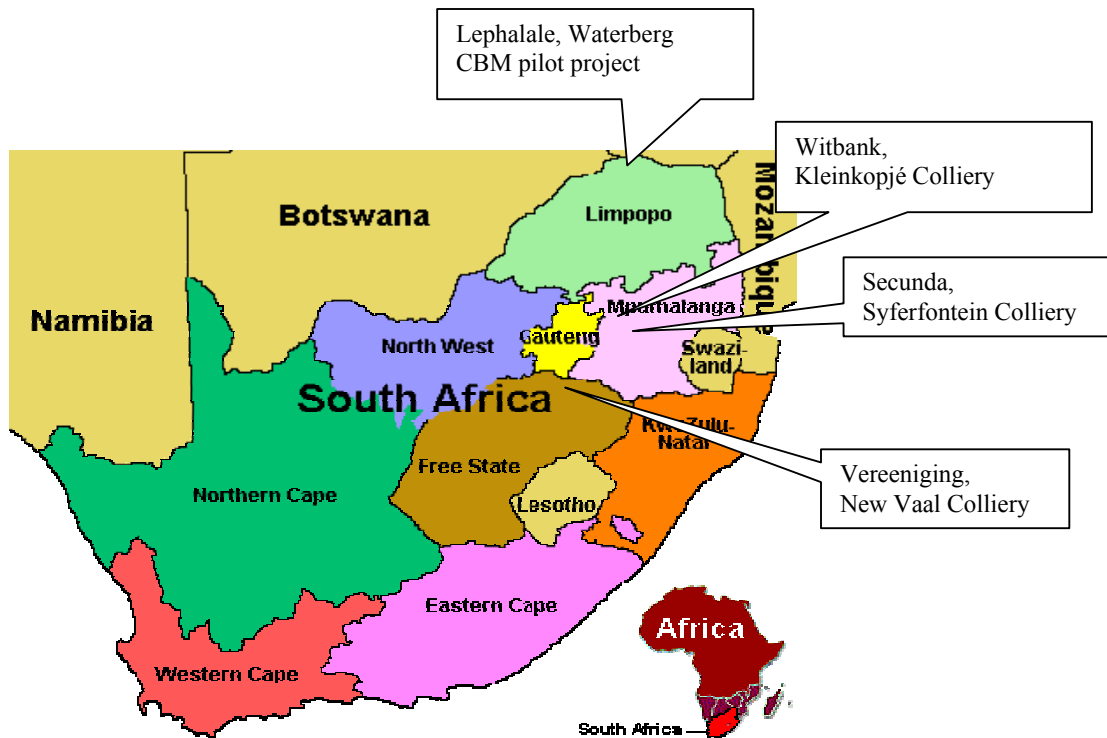 Lephalale, Waterberg
CBM pilot project
Witbank,
Kleinkopjé Colliery
Mozambique
Limpopo
Botswana
Secunda,
Syferfontein Colliery
Mpumalanga
Namibia
Gauteng
North West
Swazi-
land
South Africa
KwaZulu-
Natal
Free State
Vereeniging,
New Vaal Colliery
Northern Cape
Lesotho
Eastern Cape
Africa
Western Cape
South Africa